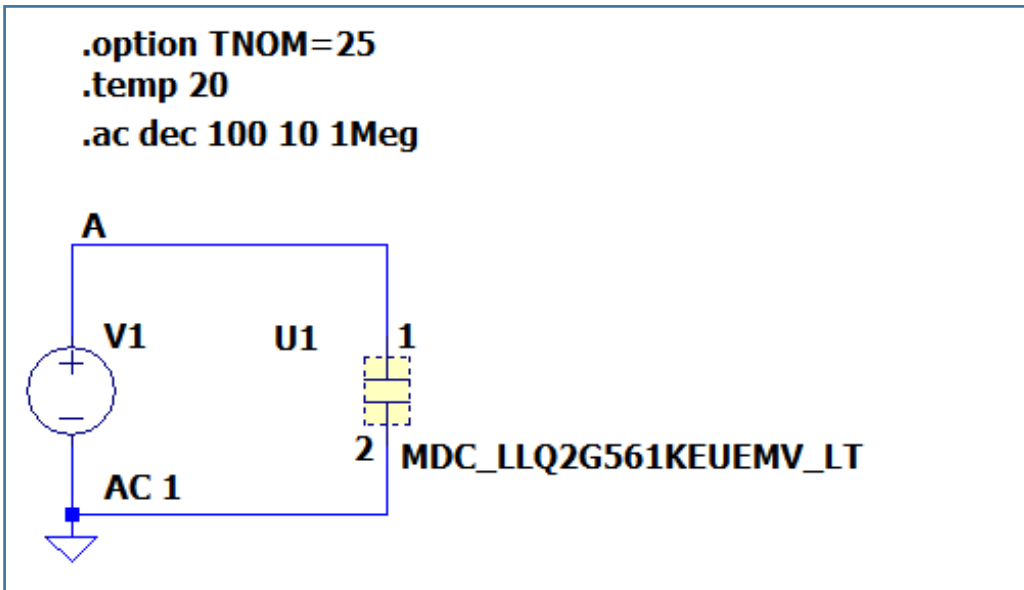 .option TNOM=25
.temp 20
.ac dec 100 10 1Meg
A
V1
U1
1
2
MDC_LLQ2G561KEUEMV_LT
AC 1